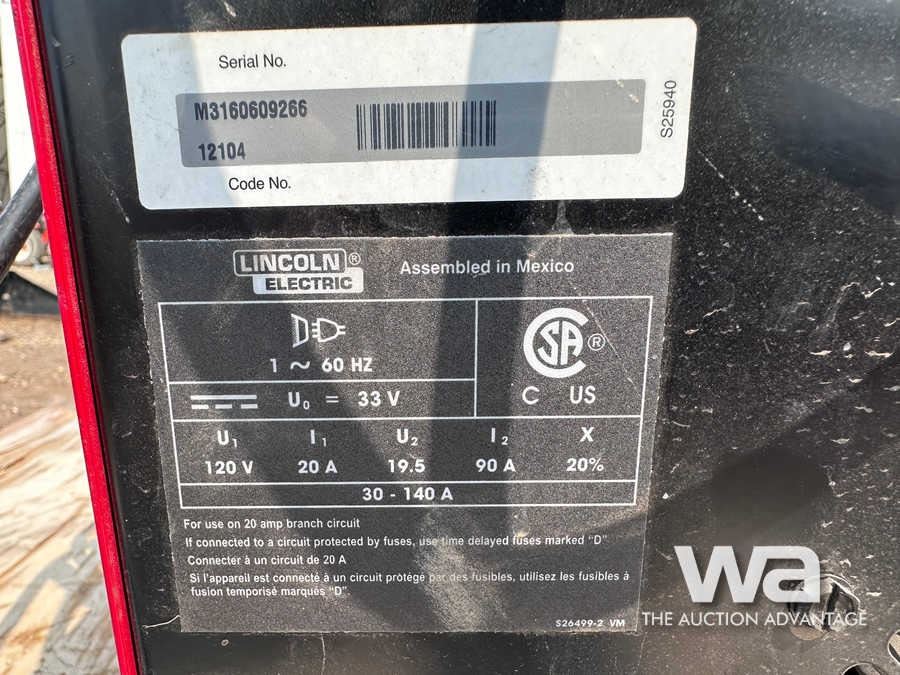 Serial No.
M3160609266
12104
Code No.
S25940
LINCOLN ® ELECTRIC
Assembled in Mexico
1 ~ 60 HZ
CSA ®
C US
U₀ = 33 V
U₁ I₁ U₂ I₂ X
120 V 20 A 19.5 90 A 20%
30 - 140 A
For use on 20 amp branch circuit
If connected to a circuit protected by fuses, use time delayed fuses marked "D"
Connecter à un circuit de 20 A
Si l'appareil est connecté à un circuit protégé par des fusibles, utilisez les fusibles à
fusion temporisé marqués "D".
S26499-2 VM
wa
THE AUCTION ADVANTAGE